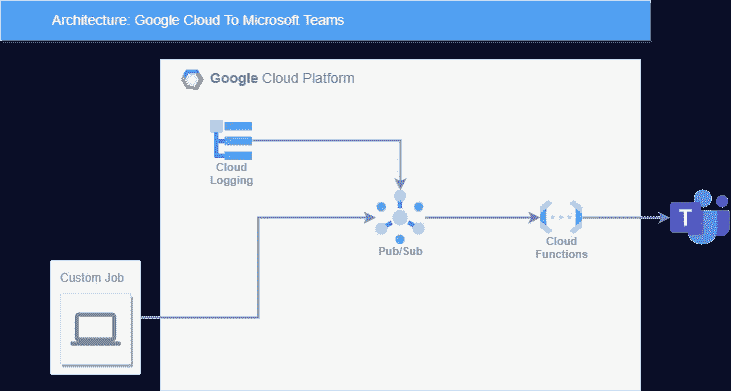 Architecture: Google Cloud To Microsoft Teams
Google Cloud Platform
Cloud
Logging
Pub/Sub
Cloud
Functions
T
Custom Job